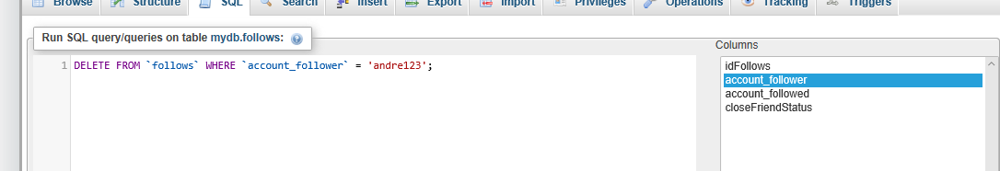 Browse Structure SQL Search Insert Export Import Privileges Operations Tracking Triggers
Run SQL query/queries on table mydb.follows:
Columns
1 DELETE FROM `follows` WHERE `account_follower` = 'andre123';
idFollows
account_follower
account_followed
closeFriendStatus